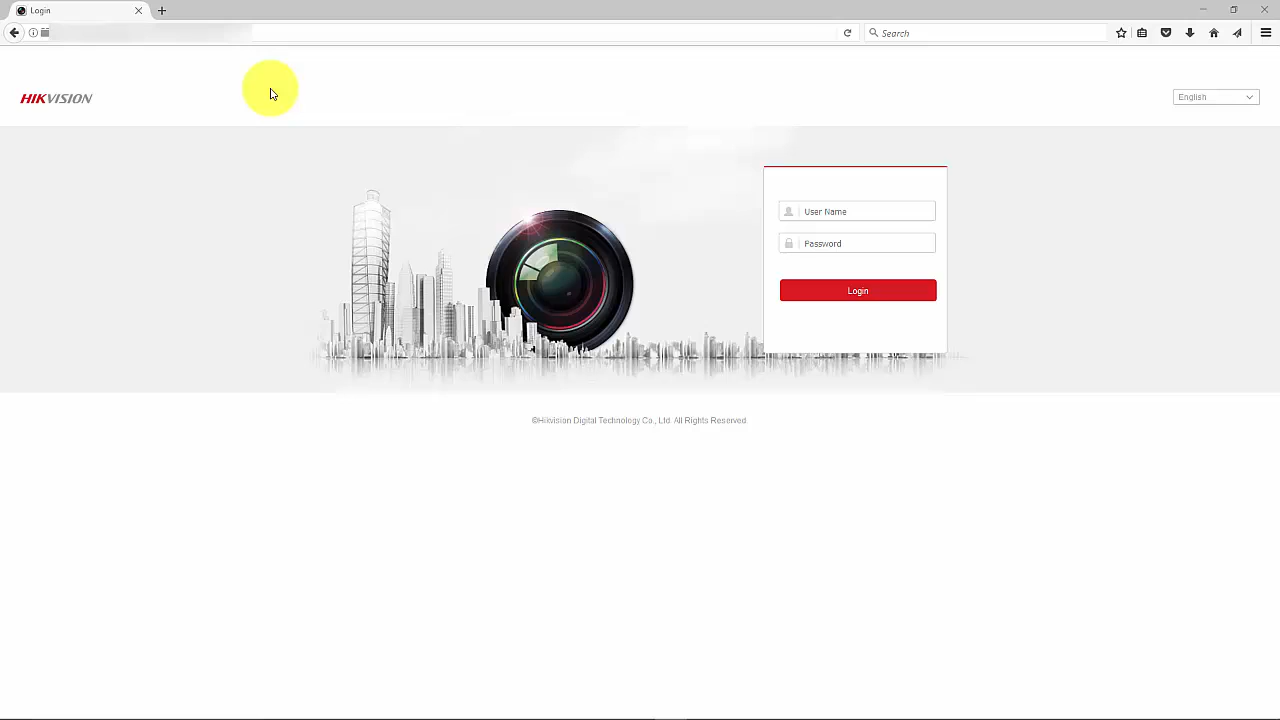 Login
Search
HIKVISION
English
User Name
Password
Login
©Hikvision Digital Technology Co., Ltd. All Rights Reserved.